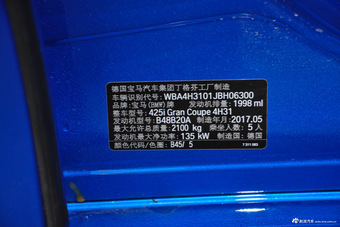 德国宝马汽车集团丁格芬工厂制造
车辆识别代号: WBA4H3101JBH06300
品牌: 宝马(BMW)牌 发动机排量: 1998 ml
整车型号: 425i Gran Coupe 4H31
发动机型号: B48B20A 制造年月: 2017.05
最大允许总质量: 2100 kg 乘坐人数: 5 人
发动机最大净功率: 135 kW 制造国: 德国
颜色代码/色圈: B45/ 5